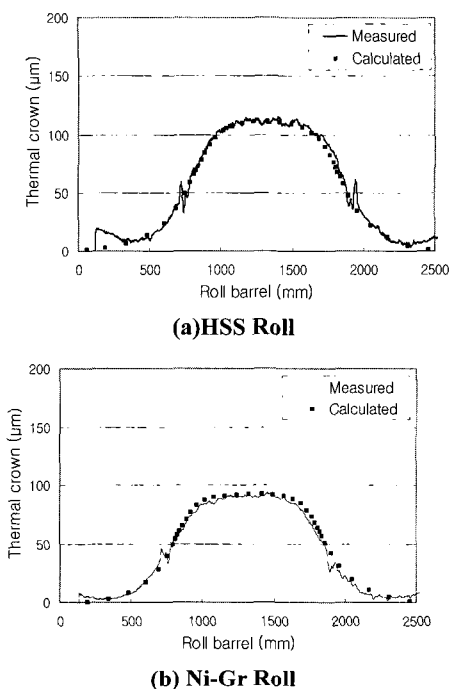 200
Measured
Calculated
150
100
50
0
Thermal crown (μm)
0 500 1000 1500 2000 2500
Roll barrel (mm)
(a)HSS Roll
200
Measured
Calculated
150
100
50
0
Thermal crown (μm)
0 500 1000 1500 2000 2500
Roll barrel (mm)
(b) Ni-Gr Roll